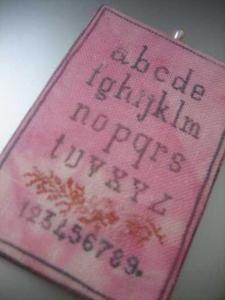 abcde
fghijklm
nopqrs
tuvxyz
123456789.